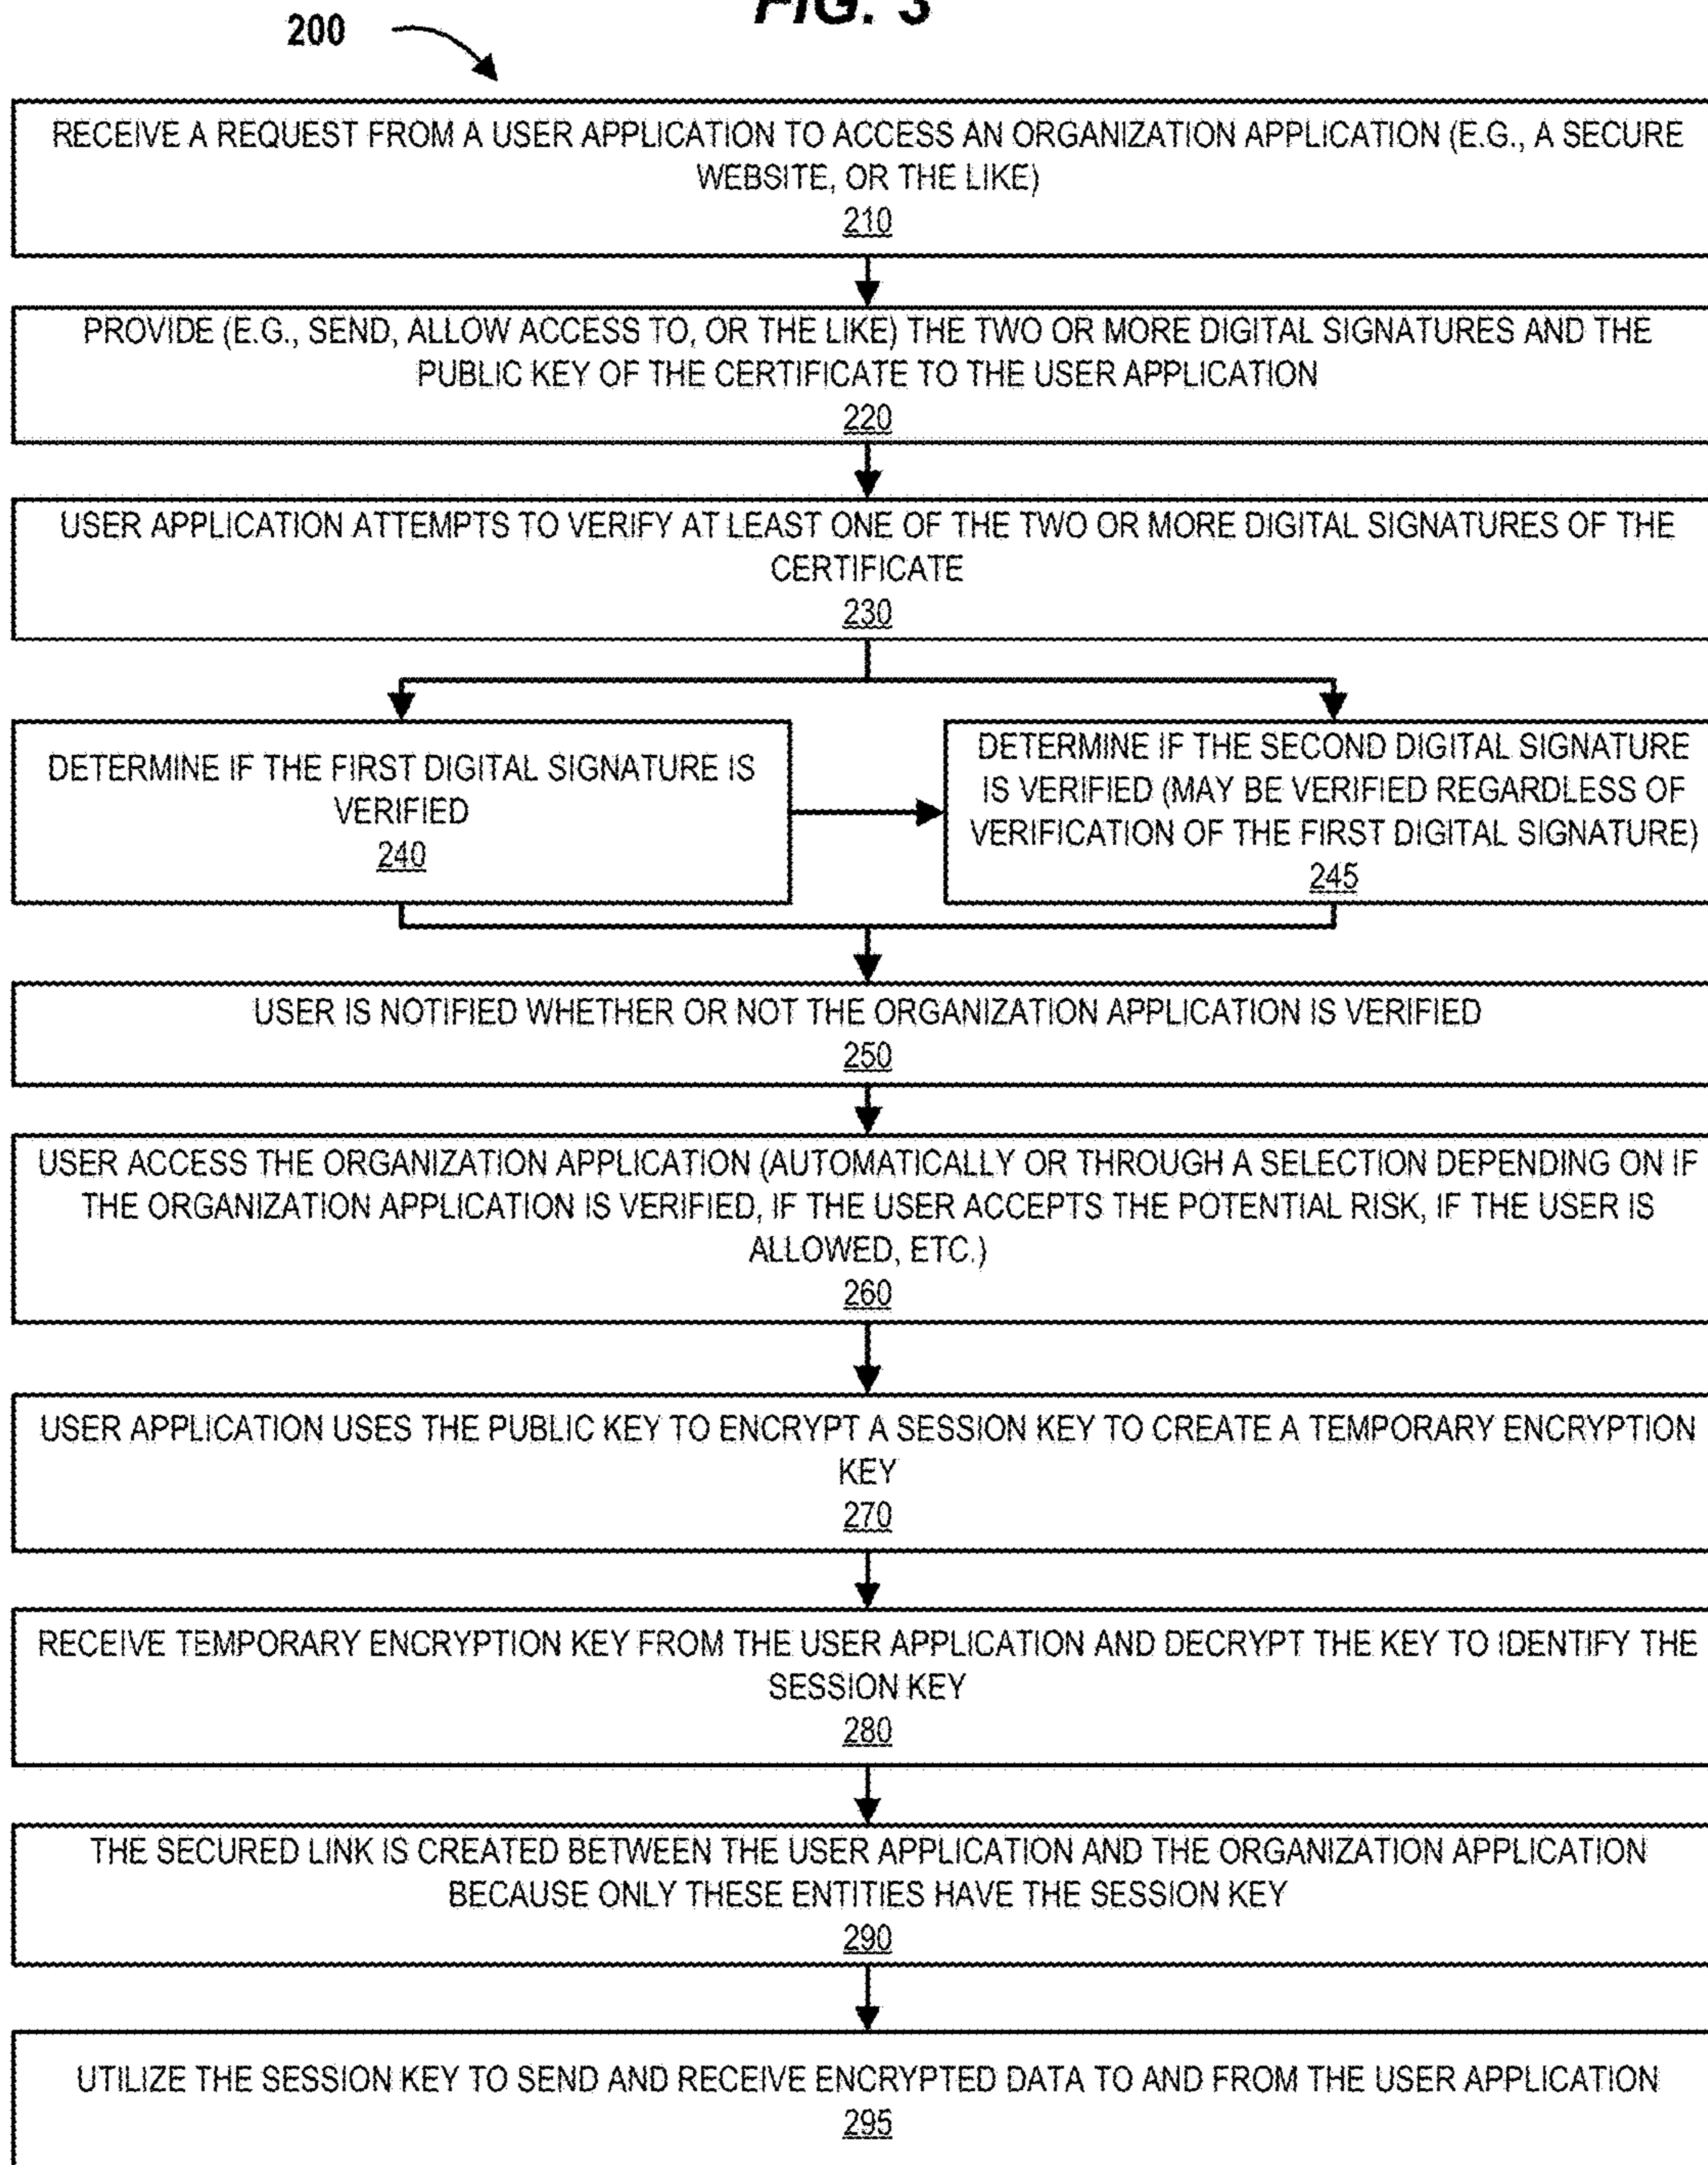 FIG. 3
200
RECEIVE A REQUEST FROM A USER APPLICATION TO ACCESS AN ORGANIZATION APPLICATION (E.G., A SECURE
WEBSITE, OR THE LIKE)
210
PROVIDE (E.G., SEND, ALLOW ACCESS TO, OR THE LIKE) THE TWO OR MORE DIGITAL SIGNATURES AND THE
PUBLIC KEY OF THE CERTIFICATE TO THE USER APPLICATION
220
USER APPLICATION ATTEMPTS TO VERIFY AT LEAST ONE OF THE TWO OR MORE DIGITAL SIGNATURES OF THE
CERTIFICATE
230
DETERMINE IF THE FIRST DIGITAL SIGNATURE IS
VERIFIED
240
DETERMINE IF THE SECOND DIGITAL SIGNATURE
IS VERIFIED (MAY BE VERIFIED REGARDLESS OF
VERIFICATION OF THE FIRST DIGITAL SIGNATURE)
245
USER IS NOTIFIED WHETHER OR NOT THE ORGANIZATION APPLICATION IS VERIFIED
250
USER ACCESS THE ORGANIZATION APPLICATION (AUTOMATICALLY OR THROUGH A SELECTION DEPENDING ON IF
THE ORGANIZATION APPLICATION IS VERIFIED, IF THE USER ACCEPTS THE POTENTIAL RISK, IF THE USER IS
ALLOWED, ETC.)
260
USER APPLICATION USES THE PUBLIC KEY TO ENCRYPT A SESSION KEY TO CREATE A TEMPORARY ENCRYPTION
KEY
270
RECEIVE TEMPORARY ENCRYPTION KEY FROM THE USER APPLICATION AND DECRYPT THE KEY TO IDENTIFY THE
SESSION KEY
280
THE SECURED LINK IS CREATED BETWEEN THE USER APPLICATION AND THE ORGANIZATION APPLICATION
BECAUSE ONLY THESE ENTITIES HAVE THE SESSION KEY
290
UTILIZE THE SESSION KEY TO SEND AND RECEIVE ENCRYPTED DATA TO AND FROM THE USER APPLICATION
295